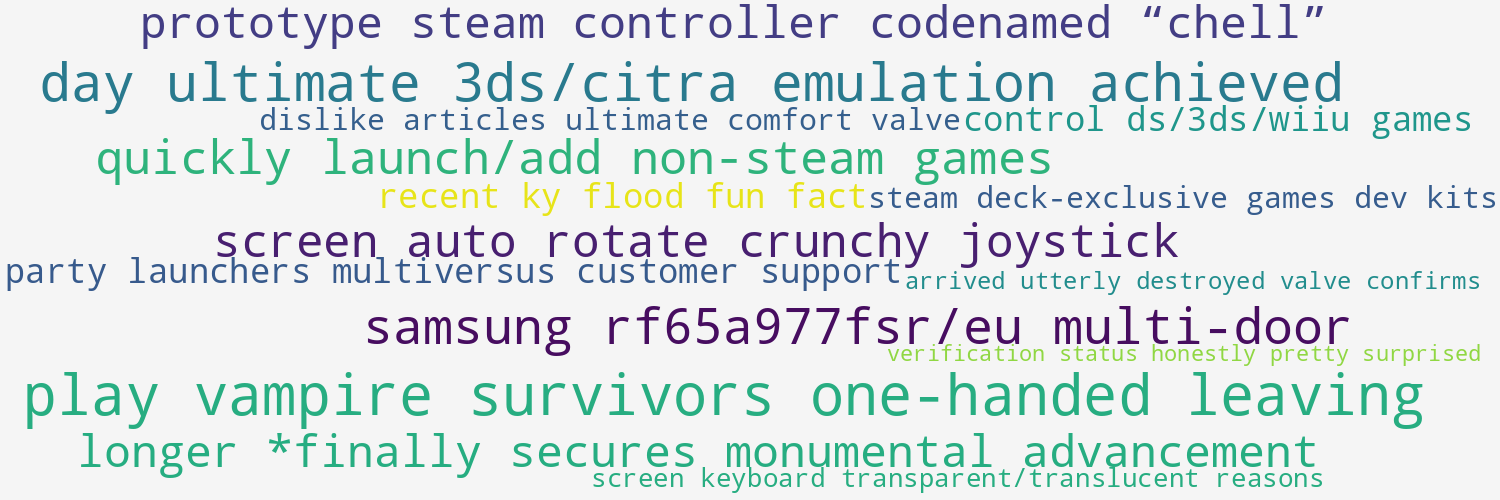 prototype steam controller codenamed “chell”
day ultimate 3ds/citra emulation achieved
dislike articles ultimate comfort valve
control ds/3ds/wiiu games
quickly launch/add non-steam games
recent ky flood fun fact
steam deck-exclusive games dev kits
screen auto rotate crunchy joystick
party launchers multiversus customer support
arrived utterly destroyed valve confirms
samsung rf65a977fsr/eu multi-door
verification status honestly pretty surprised
play vampire survivors one-handed leaving
longer *finally secures monumental advancement
screen keyboard transparent/translucent reasons